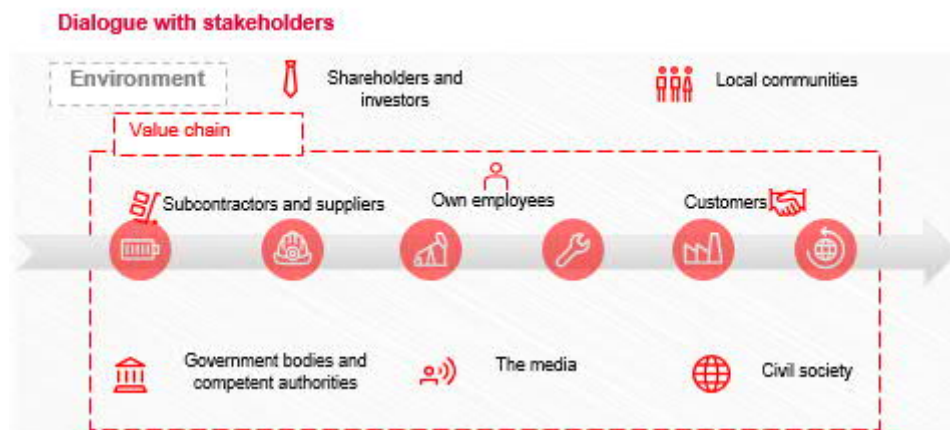 Dialogue with stakeholders
Environment
Shareholders and
investors
Local communities
Value chain
Subcontractors and suppliers
Own employees
Customers
Government bodies and
competent authorities
The media
Civil society